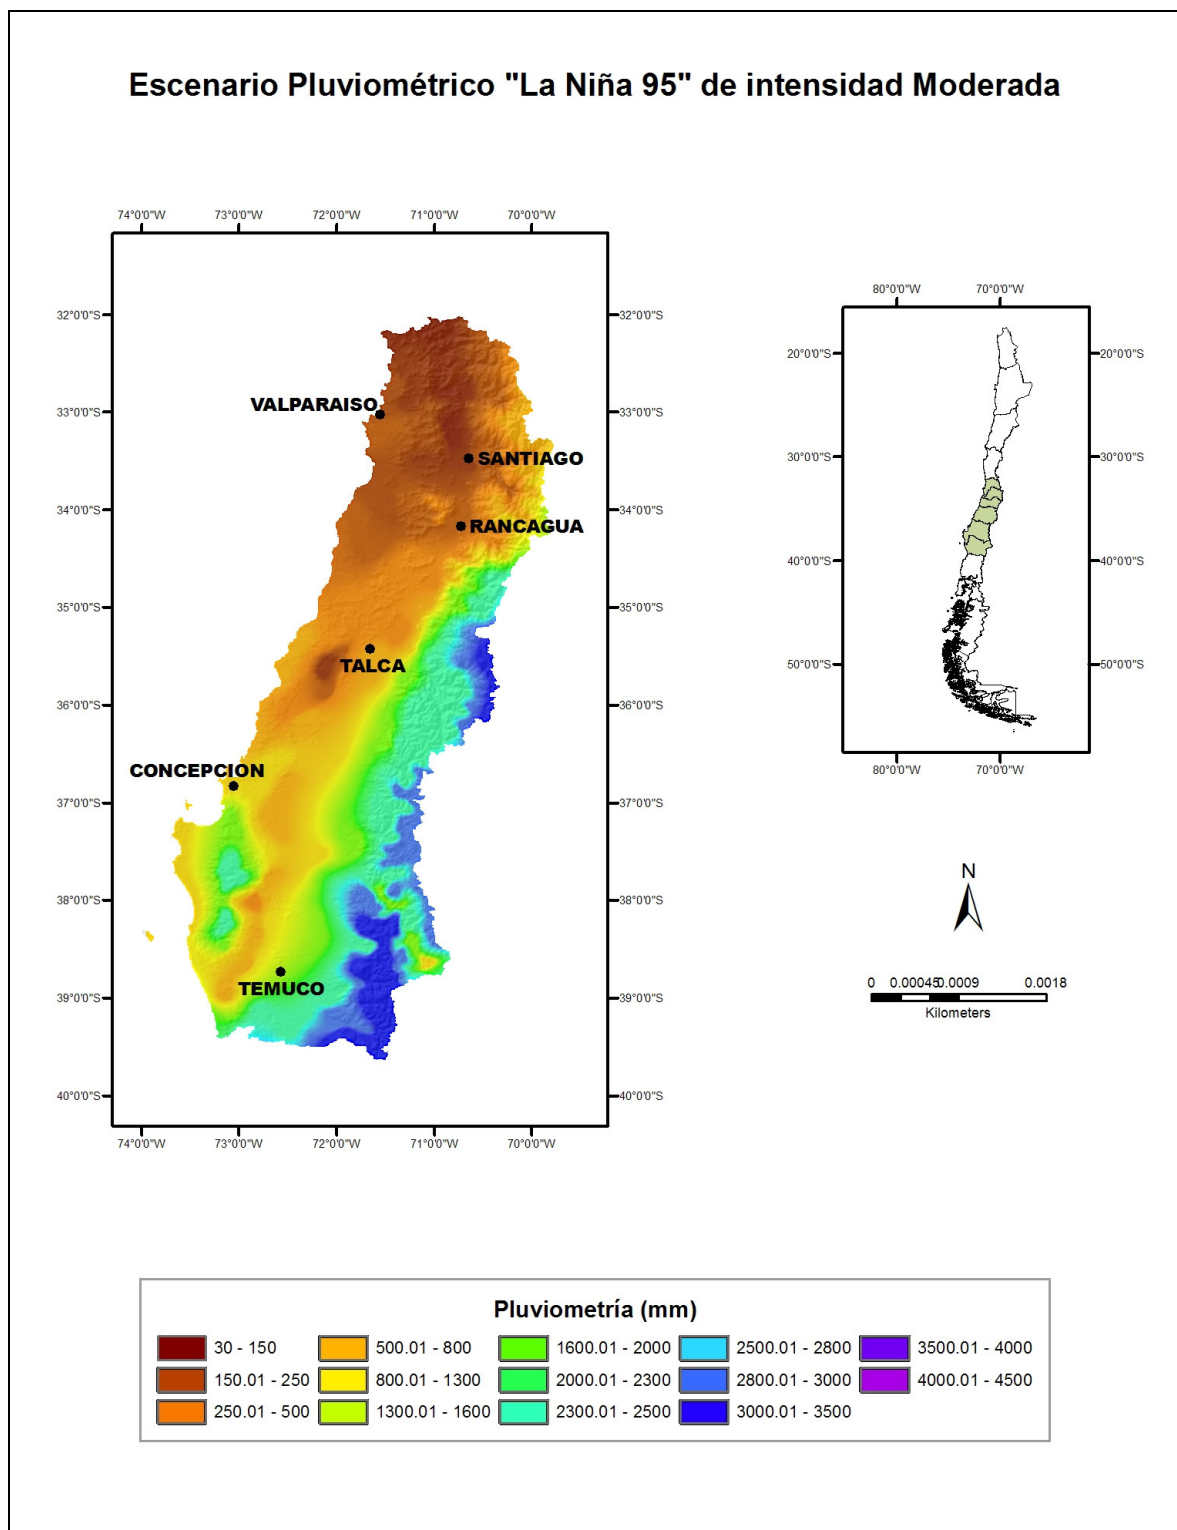 Escenario Pluviométrico "La Niña 95" de intensidad Moderada
74°0'0"W 73°0'0"W 72°0'0"W 71°0'0"W 70°0'0"W
80°0'0"W 70°0'0"W
32°0'0"S 32°0'0"S
20°0'0"S 20°0'0"S
VALPARAISO
33°0'0"S 33°0'0"S
SANTIAGO
30°0'0"S 30°0'0"S
34°0'0"S 34°0'0"S
RANCAGUA
40°0'0"S 40°0'0"S
35°0'0"S 35°0'0"S
TALCA
50°0'0"S 50°0'0"S
36°0'0"S 36°0'0"S
CONCEPCION
80°0'0"W 70°0'0"W
37°0'0"S 37°0'0"S
N
38°0'0"S 38°0'0"S
TEMUCO
39°0'0"S 39°0'0"S
0 0.00045 0.0009 0.0018
Kilometers
40°0'0"S 40°0'0"S
74°0'0"W 73°0'0"W 72°0'0"W 71°0'0"W 70°0'0"W
Pluviometría (mm)
30 - 150 500.01 - 800 1600.01 - 2000 2500.01 - 2800 3500.01 - 4000
150.01 - 250 800.01 - 1300 2000.01 - 2300 2800.01 - 3000 4000.01 - 4500
250.01 - 500 1300.01 - 1600 2300.01 - 2500 3000.01 - 3500